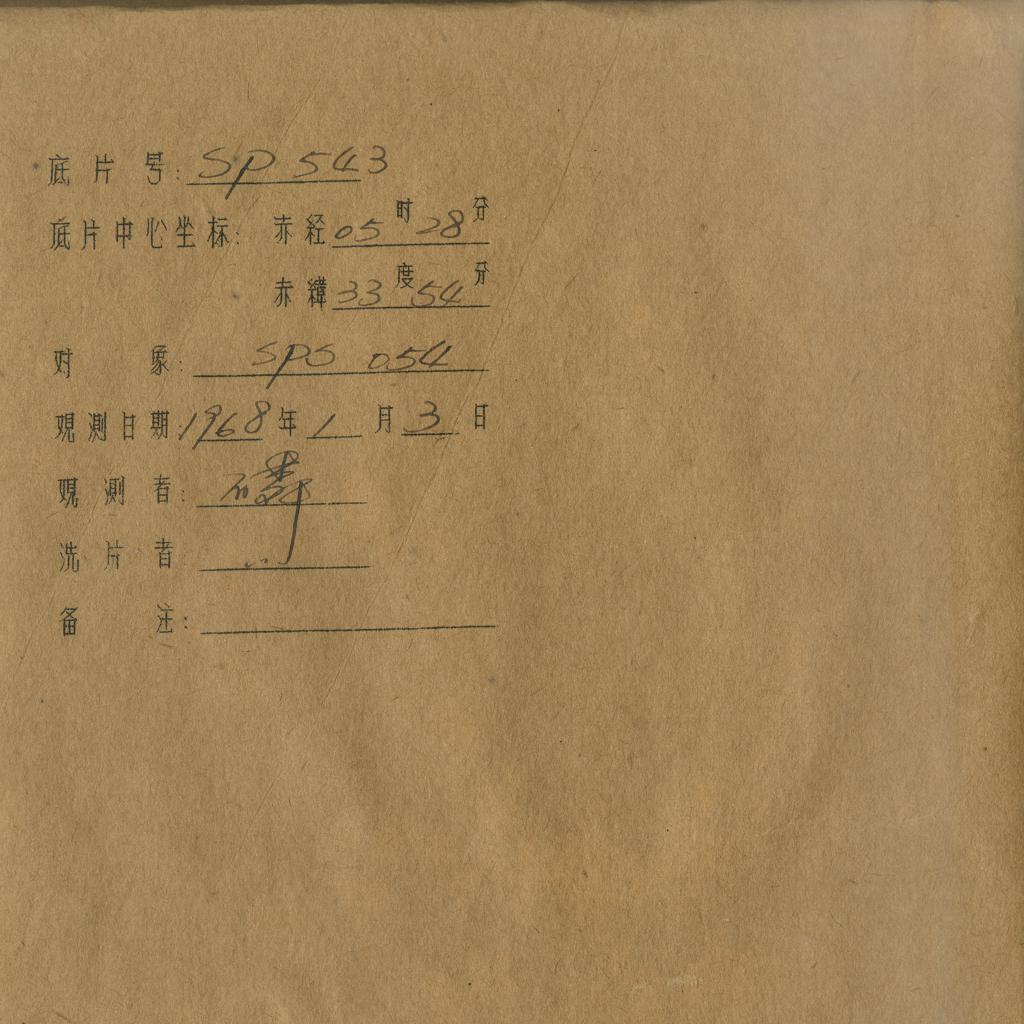 底片号: SP 543
底片中心坐标: 赤经 05 时 28 分
赤緯 33 度 54 分
对象: SPS 054
观测日期: 1968 年 1 月 3 日
观测者:
洗片者: 〃
备注: